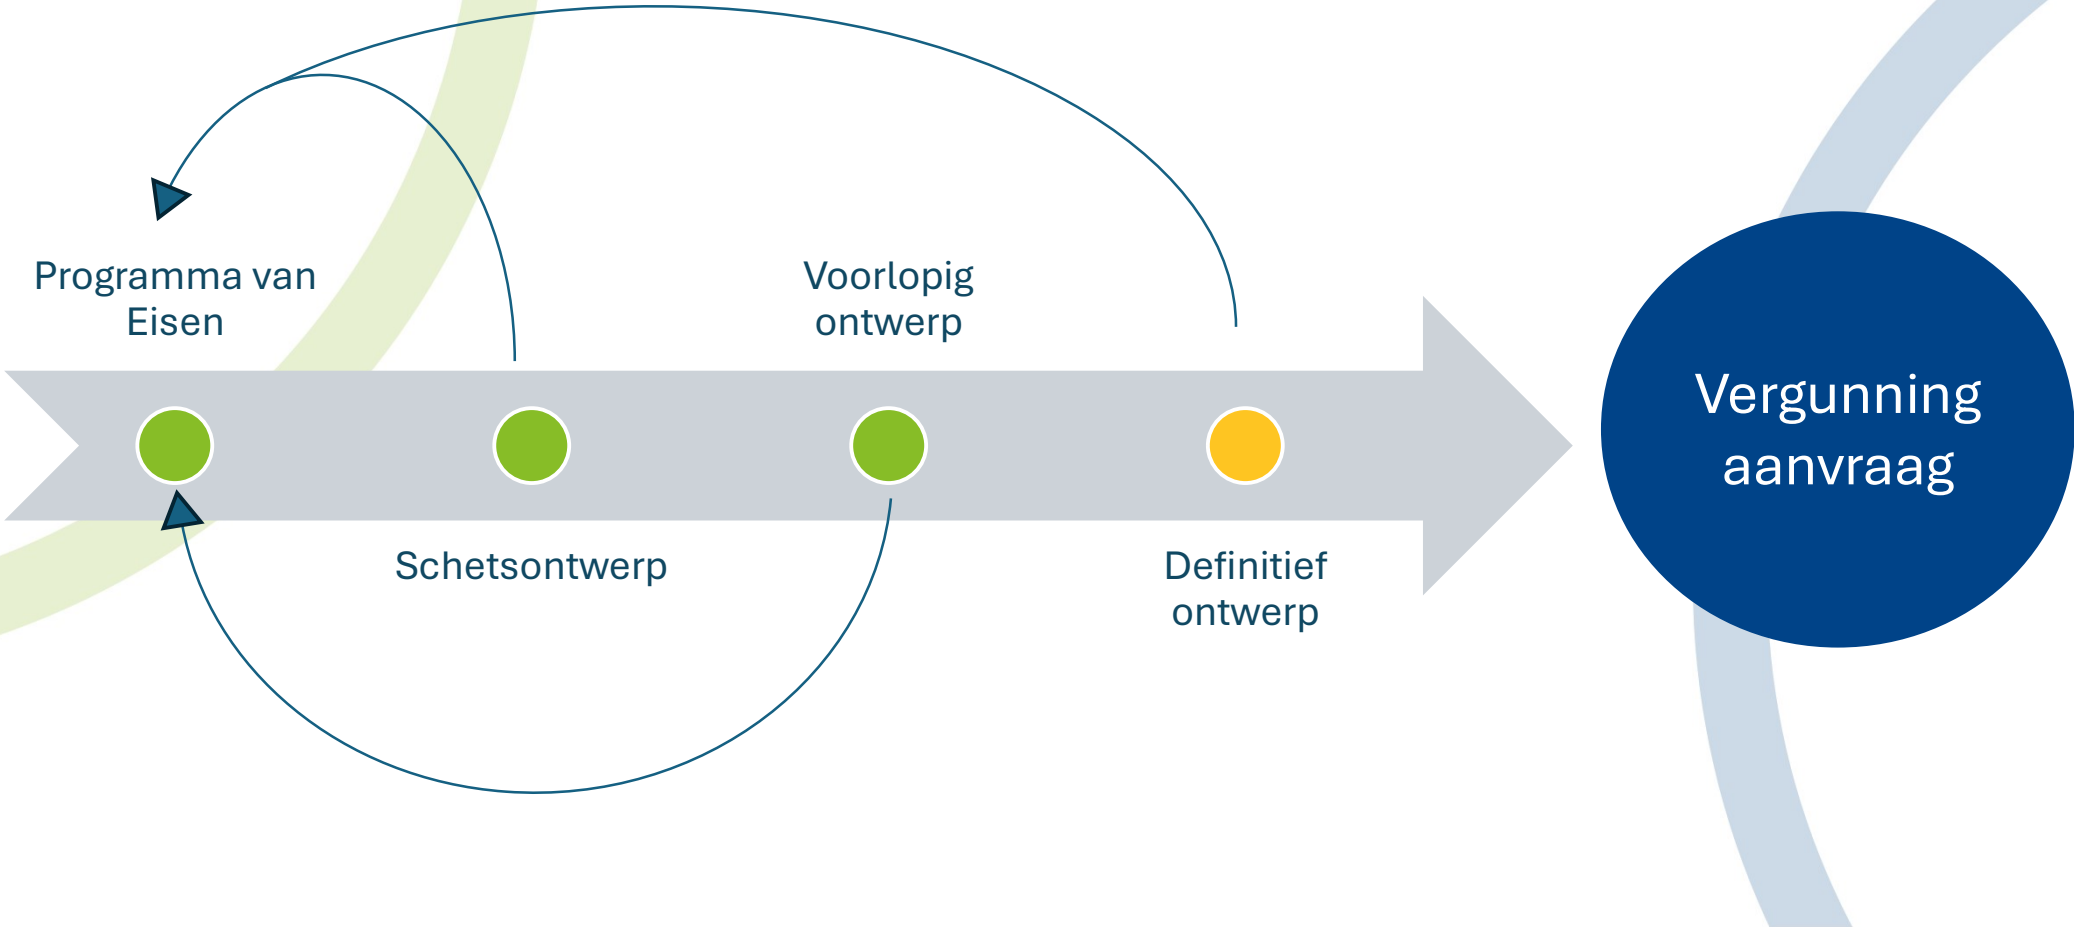 Programma van
Eisen
Schetsontwerp
Voorlopig
ontwerp
Definitief
ontwerp
Vergunning
aanvraag